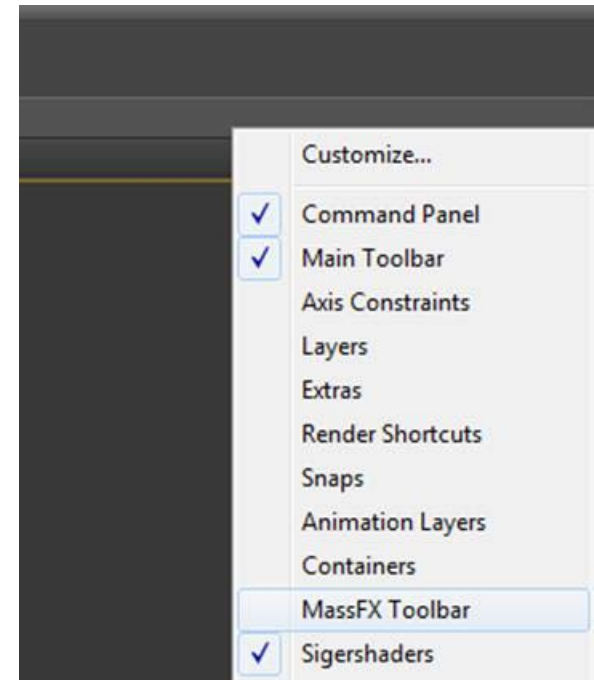 Customize...
Command Panel
Main Toolbar
Axis Constraints
Layers
Extras
Render Shortcuts
Snaps
Animation Layers
Containers
MassFX Toolbar
Sigershaders